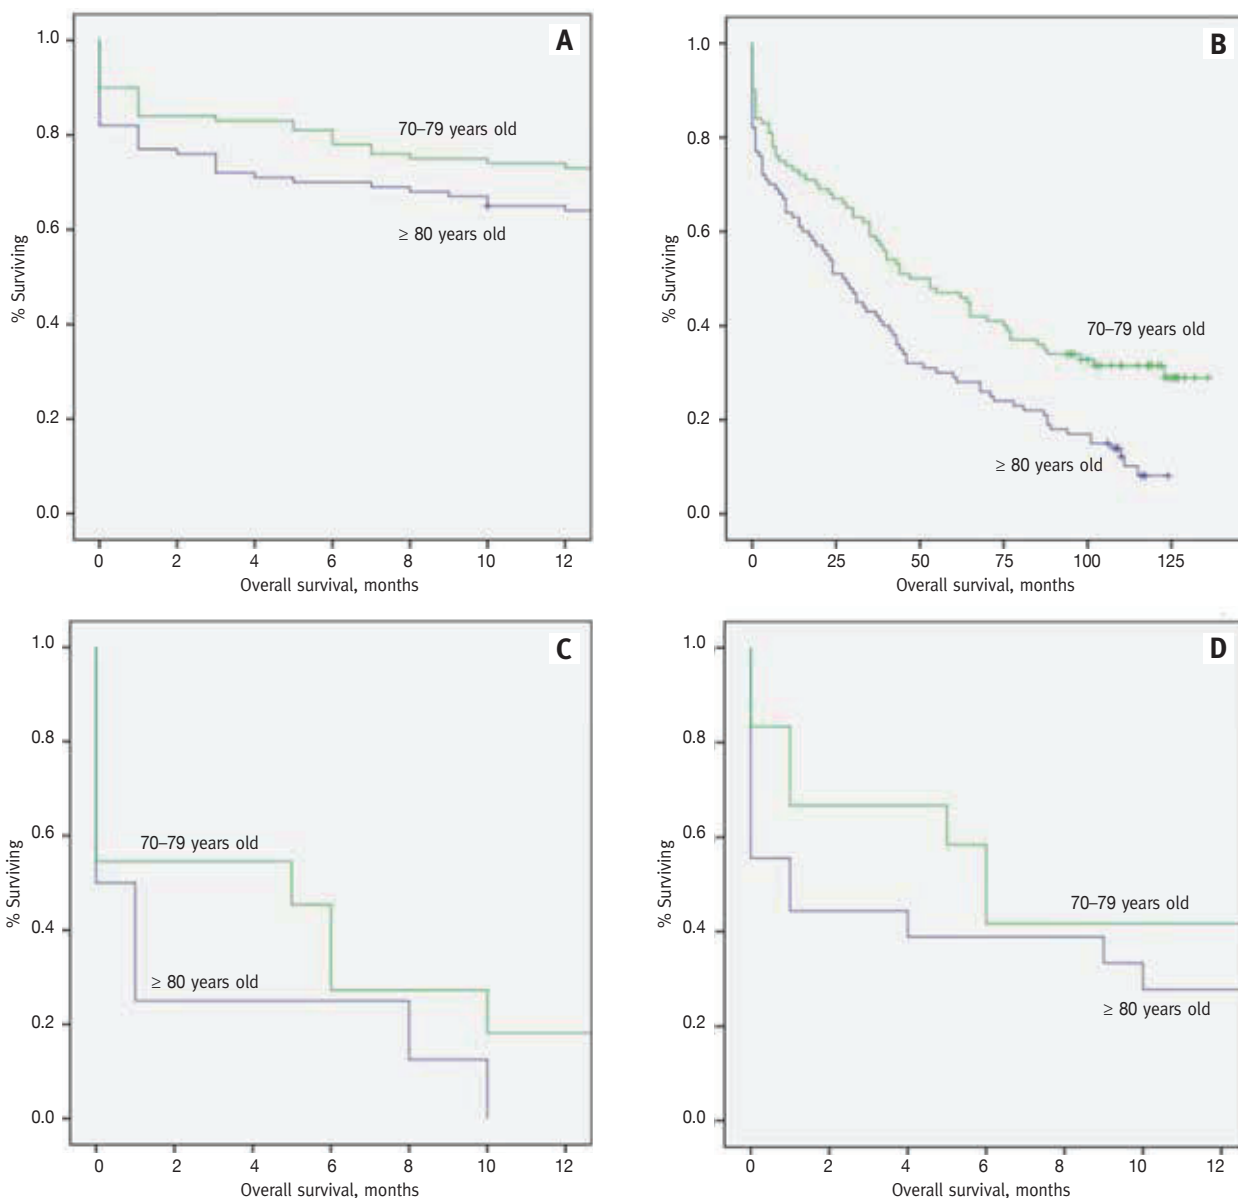 A
1.0
0.8
0.6
0.4
0.2
0.0
% Surviving
70–79 years old
≥ 80 years old
0 2 4 6 8 10 12
Overall survival, months
B
1.0
0.8
0.6
0.4
0.2
0.0
% Surviving
70–79 years old
≥ 80 years old
0 25 50 75 100 125
Overall survival, months
C
1.0
0.8
0.6
0.4
0.2
0.0
% Surviving
70–79 years old
≥ 80 years old
0 2 4 6 8 10 12
Overall survival, months
D
1.0
0.8
0.6
0.4
0.2
0.0
% Surviving
70–79 years old
≥ 80 years old
0 2 4 6 8 10 12
Overall survival, months